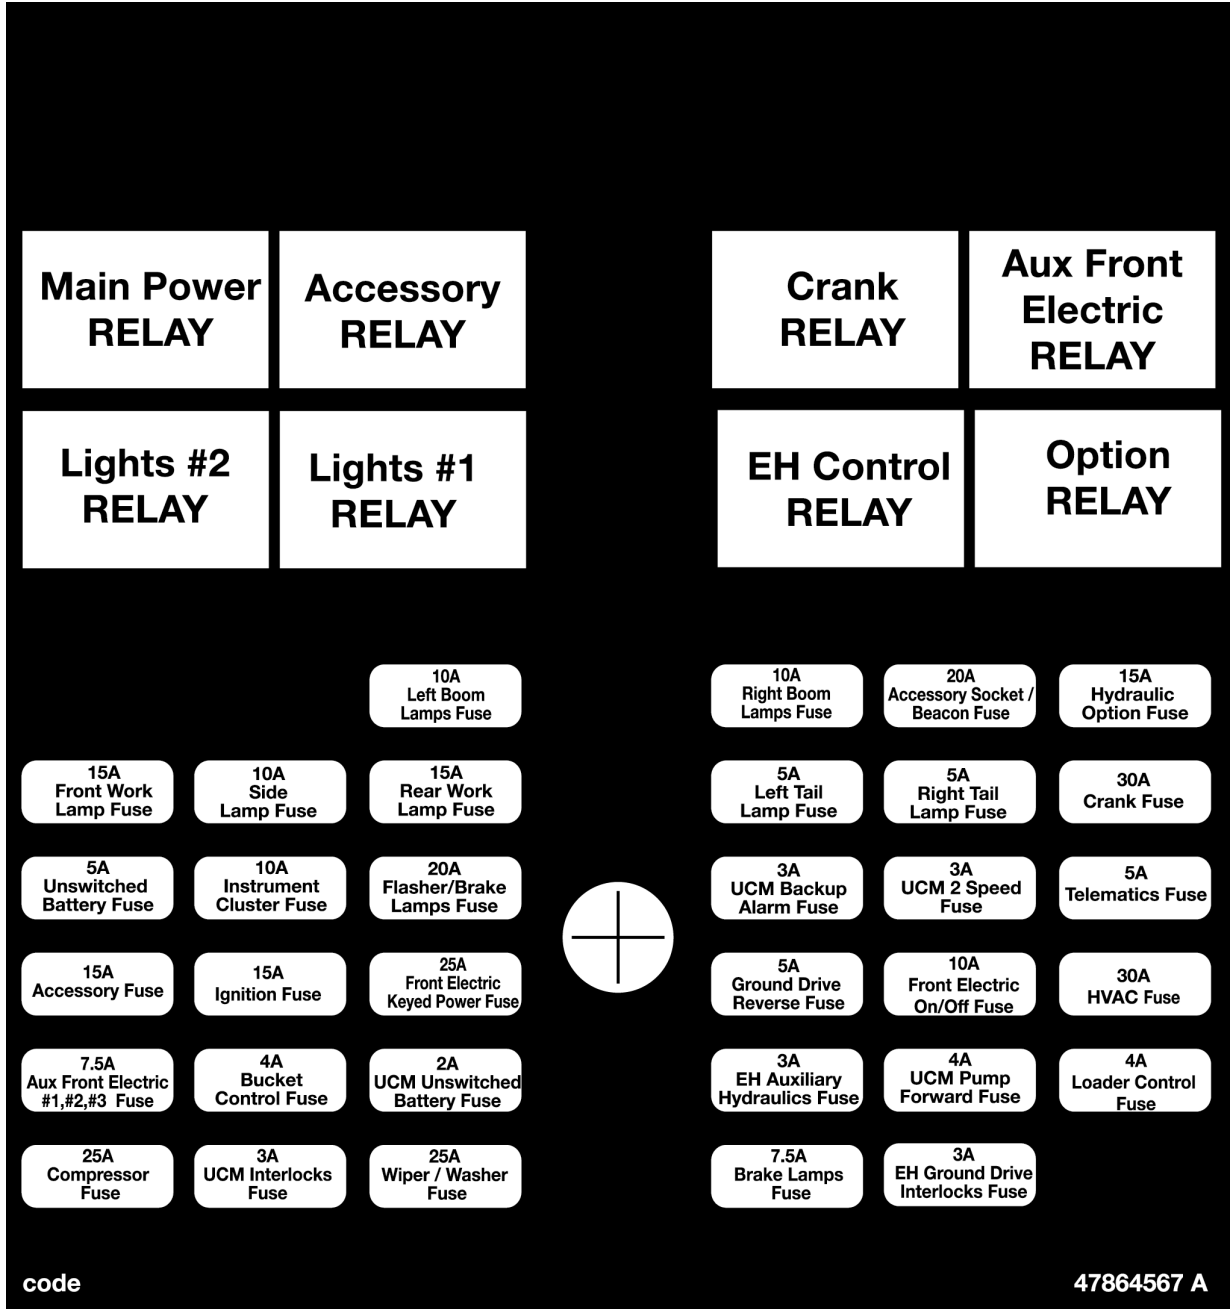 Main Power
RELAY
Accessory
RELAY
Crank
RELAY
Aux Front
Electric
RELAY
Lights #2
RELAY
Lights #1
RELAY
EH Control
RELAY
Option
RELAY
10A
Left Boom
Lamps Fuse
10A
Right Boom
Lamps Fuse
20A
Accessory Socket /
Beacon Fuse
15A
Hydraulic
Option Fuse
15A
Front Work
Lamp Fuse
10A
Side
Lamp Fuse
15A
Rear Work
Lamp Fuse
5A
Left Tail
Lamp Fuse
5A
Right Tail
Lamp Fuse
30A
Crank Fuse
5A
Unswitched
Battery Fuse
10A
Instrument
Cluster Fuse
20A
Flasher/Brake
Lamps Fuse
3A
UCM Backup
Alarm Fuse
3A
UCM 2 Speed
Fuse
5A
Telematics Fuse
15A
Accessory Fuse
15A
Ignition Fuse
25A
Front Electric
Keyed Power Fuse
5A
Ground Drive
Reverse Fuse
10A
Front Electric
On/Off Fuse
30A
HVAC Fuse
7.5A
Aux Front Electric
#1,#2,#3 Fuse
4A
Bucket
Control Fuse
2A
UCM Unswitched
Battery Fuse
3A
EH Auxiliary
Hydraulics Fuse
4A
UCM Pump
Forward Fuse
4A
Loader Control
Fuse
25A
Compressor
Fuse
3A
UCM Interlocks
Fuse
25A
Wiper / Washer
Fuse
7.5A
Brake Lamps
Fuse
3A
EH Ground Drive
Interlocks Fuse
code
47864567 A